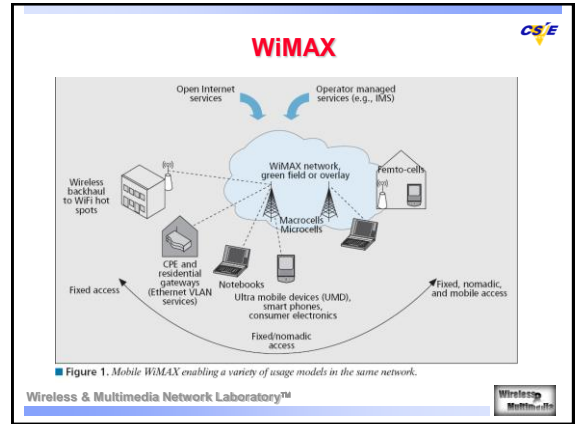 CS/E
WiMAX
Open Internet
services
Operator managed
services (e.g., IMS)
WiMAX network,
green field or overlay
Femto-cells
Wireless
backhaul
to WiFi hot
spots
Macrocells
Microcells
CPE and
residential
gateways
(Ethernet VLAN
services)
Notebooks
Ultra mobile devices (UMD),
smart phones,
consumer electronics
Fixed access
Fixed, nomadic,
and mobile access
Fixed/nomadic
access
■ Figure 1. Mobile WiMAX enabling a variety of usage models in the same network.
Wireless & Multimedia Network Laboratory™
Wireless
Multimedia